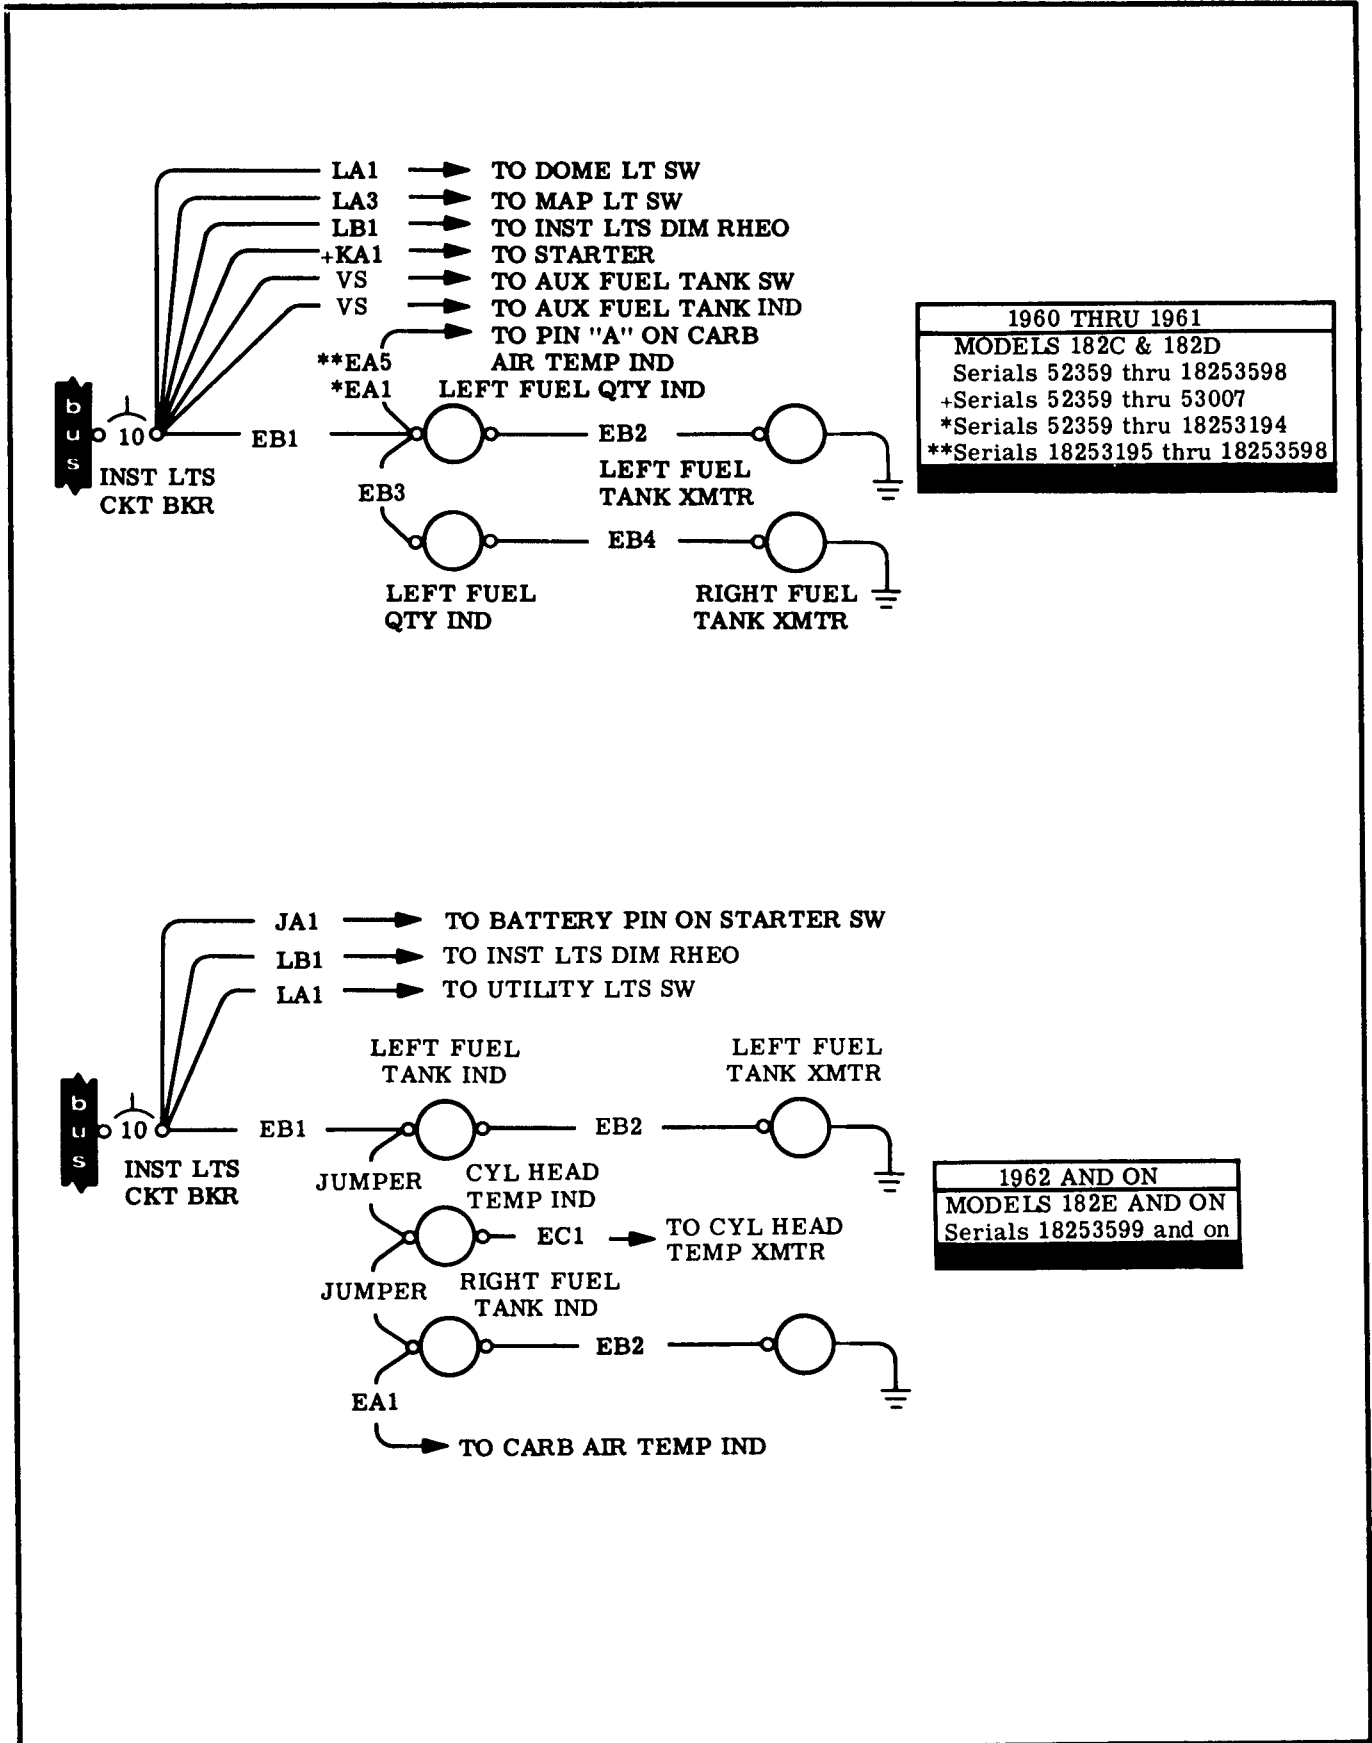 LA1 TO DOME LT SW
LA3 TO MAP LT SW
LB1 TO INST LTS DIM RHEO
+KA1 TO STARTER
VS TO AUX FUEL TANK SW
VS TO AUX FUEL TANK IND
TO PIN "A" ON CARB
AIR TEMP IND
**EA5
*EA1
LEFT FUEL QTY IND
bus
10
INST LTS
CKT BKR
EB1
EB2
LEFT FUEL
TANK XMTR
EB3
EB4
LEFT FUEL
QTY IND
RIGHT FUEL
TANK XMTR
1960 THRU 1961
MODELS 182C & 182D
Serials 52359 thru 18253598
+Serials 52359 thru 53007
*Serials 52359 thru 18253194
**Serials 18253195 thru 18253598
JA1 TO BATTERY PIN ON STARTER SW
LB1 TO INST LTS DIM RHEO
LA1 TO UTILITY LTS SW
LEFT FUEL
TANK IND
LEFT FUEL
TANK XMTR
bus
10
INST LTS
CKT BKR
EB1
EB2
JUMPER
CYL HEAD
TEMP IND
EC1
TO CYL HEAD
TEMP XMTR
JUMPER
RIGHT FUEL
TANK IND
EB2
EA1
TO CARB AIR TEMP IND
1962 AND ON
MODELS 182E AND ON
Serials 18253599 and on